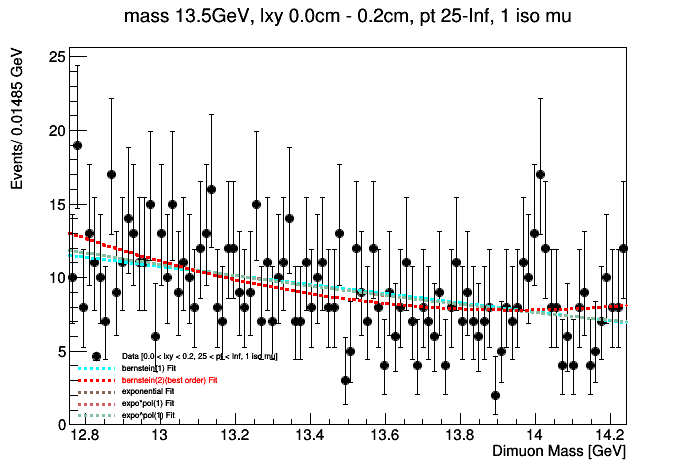 mass 13.5GeV, lxy 0.0cm - 0.2cm, pt 25-Inf, 1 iso mu
Events/ 0.01485 GeV
25
20
15
10
5
0
Data [0.0 < lxy < 0.2, 25 < pt < Inf, 1 iso mu]
bernstein(1) Fit
bernstein(2)(best order) Fit
exponential Fit
expo*pol(1) Fit
expo^pol(1) Fit
12.8 13 13.2 13.4 13.6 13.8 14 14.2
Dimuon Mass [GeV]